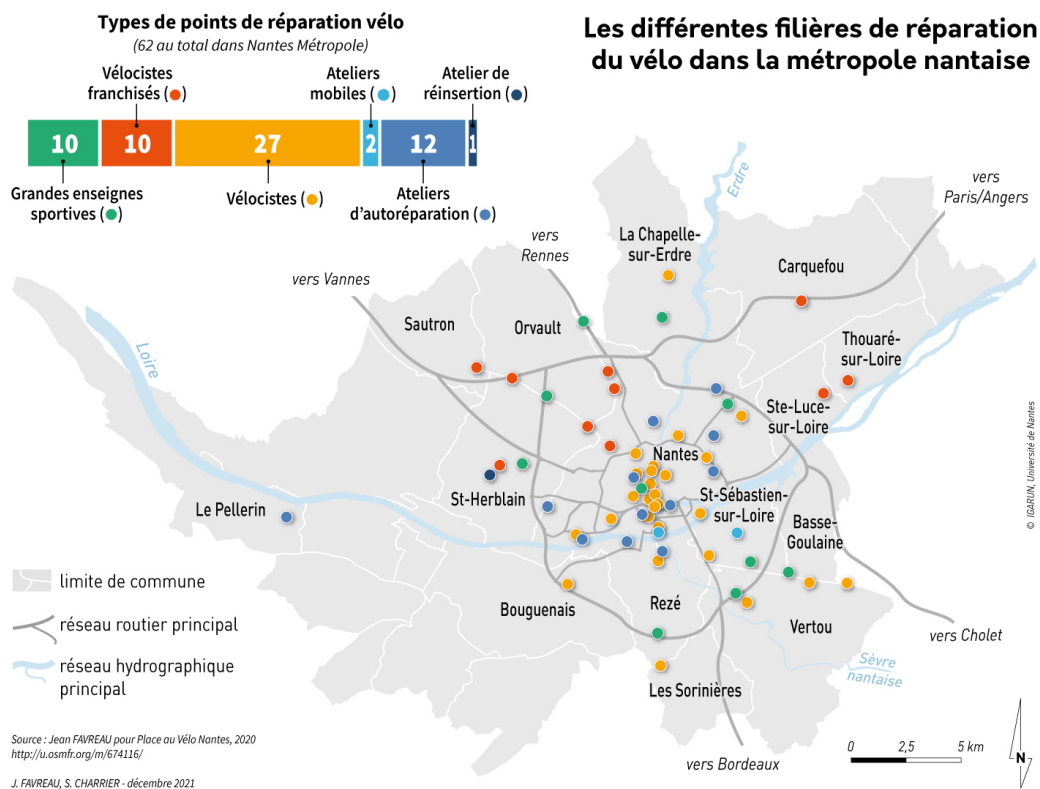 Types de points de réparation vélo
(62 au total dans Nantes Métropole)
Les différentes filières de réparation
du vélo dans la métropole nantaise
Vélocistes
franchisés ( )
Ateliers
mobiles ( )
Atelier de
réinsertion ( )
10
10
27
2
12
1
Grandes enseignes
sportives ( )
Vélocistes ( )
Ateliers
d'autoréparation ( )
vers
Paris/Angers
vers
Rennes
vers Vannes
Erdre
La Chapelle-
sur-Erdre
Carquefou
Sautron
Orvault
Thouaré-
sur-Loire
Loire
Ste-Luce-
sur-Loire
Nantes
St-Herblain
St-Sébastien-
sur-Loire
Le Pellerin
Basse-
Goulaine
Bouguenais
Rezé
Vertou
vers Cholet
Sèvre
nantaise
Les Sorinières
vers Bordeaux
limite de commune
réseau routier principal
réseau hydrographique
principal
Source : Jean FAVREAU pour Place au Vélo Nantes, 2020
http://u.osmfr.org/m/674116/
J. FAVREAU, S. CHARRIER - décembre 2021
0 2,5 5 km
N
© IGARUN, Université de Nantes